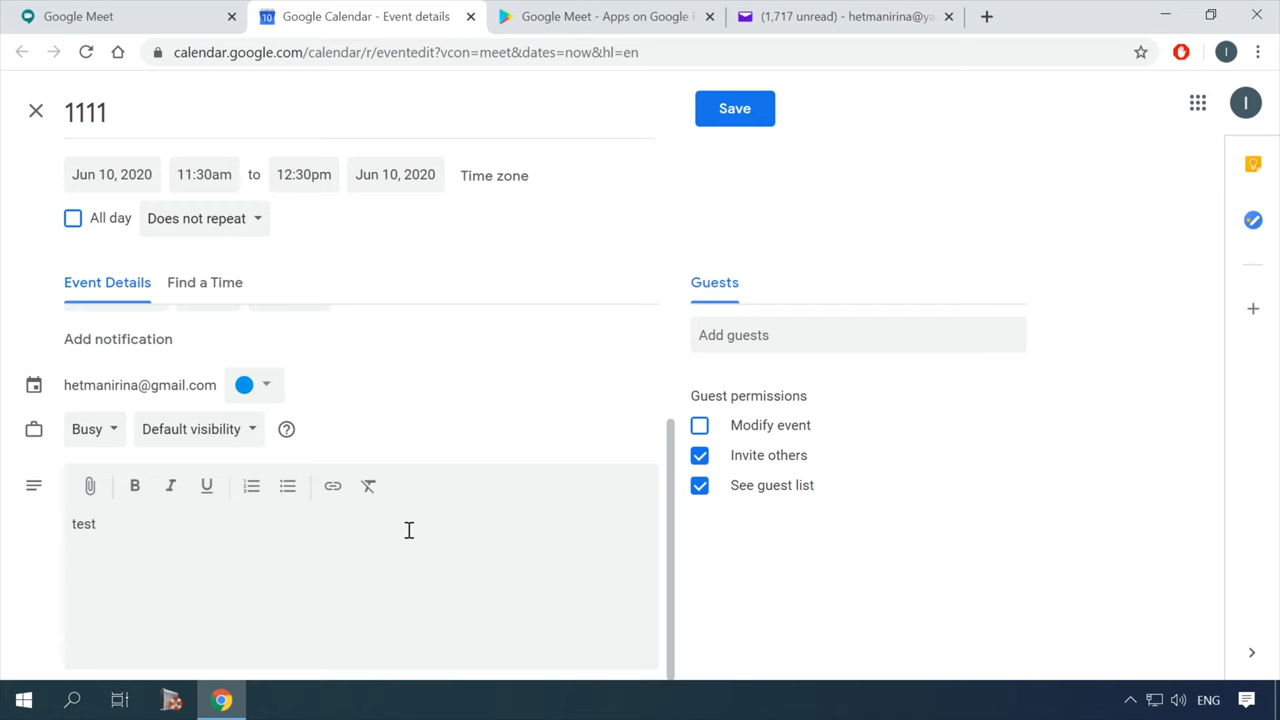 Google Meet
Google Calendar - Event details
Google Meet - Apps on Google
(1,717 unread) - hetmanirina@ya
calendar.google.com/calendar/r/eventedit?vcon=meet&dates=now&hl=en
I
1111
Save
I
Jun 10, 2020 11:30am to 12:30pm Jun 10, 2020 Time zone
All day Does not repeat
Event Details Find a Time
Guests
Add notification
Add guests
hetmanirina@gmail.com
Guest permissions
Busy Default visibility
Modify event
Invite others
See guest list
B I U
test
ENG